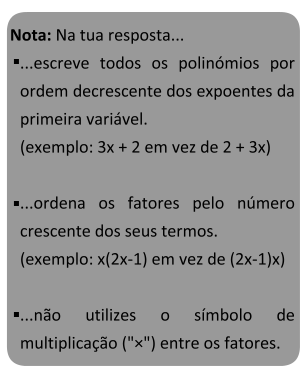 Nota: Na tua resposta...
▪...escreve todos os polinómios por
ordem decrescente dos expoentes da
primeira variável.
(exemplo: 3x + 2 em vez de 2 + 3x)
▪...ordena os fatores pelo número
crescente dos seus termos.
(exemplo: x(2x-1) em vez de (2x-1)x)
▪...não utilizes o símbolo de
multiplicação ("×") entre os fatores.